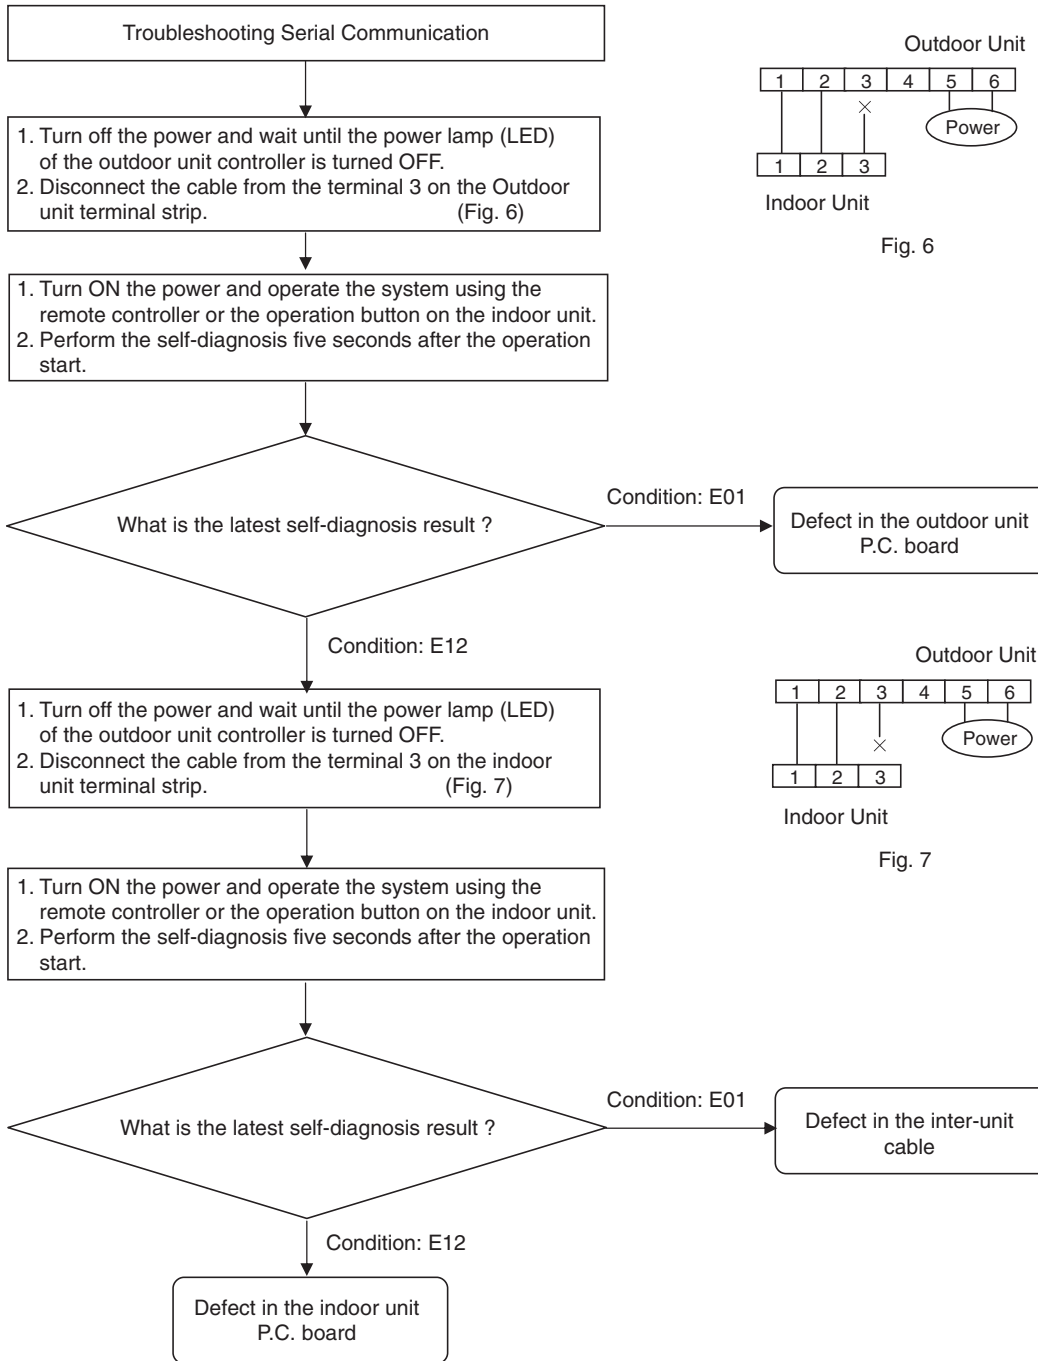 Troubleshooting Serial Communication
Outdoor Unit
1 2 3 4 5 6
Power
1 2 3
Indoor Unit
Fig. 6
1. Turn off the power and wait until the power lamp (LED)
of the outdoor unit controller is turned OFF.
2. Disconnect the cable from the terminal 3 on the Outdoor
unit terminal strip. (Fig. 6)
1. Turn ON the power and operate the system using the
remote controller or the operation button on the indoor unit.
2. Perform the self-diagnosis five seconds after the operation
start.
What is the latest self-diagnosis result ?
Condition: E01
Defect in the outdoor unit
P.C. board
Condition: E12
Outdoor Unit
1 2 3 4 5 6
Power
1 2 3
Indoor Unit
Fig. 7
1. Turn off the power and wait until the power lamp (LED)
of the outdoor unit controller is turned OFF.
2. Disconnect the cable from the terminal 3 on the indoor
unit terminal strip. (Fig. 7)
1. Turn ON the power and operate the system using the
remote controller or the operation button on the indoor unit.
2. Perform the self-diagnosis five seconds after the operation
start.
What is the latest self-diagnosis result ?
Condition: E01
Defect in the inter-unit
cable
Condition: E12
Defect in the indoor unit
P.C. board